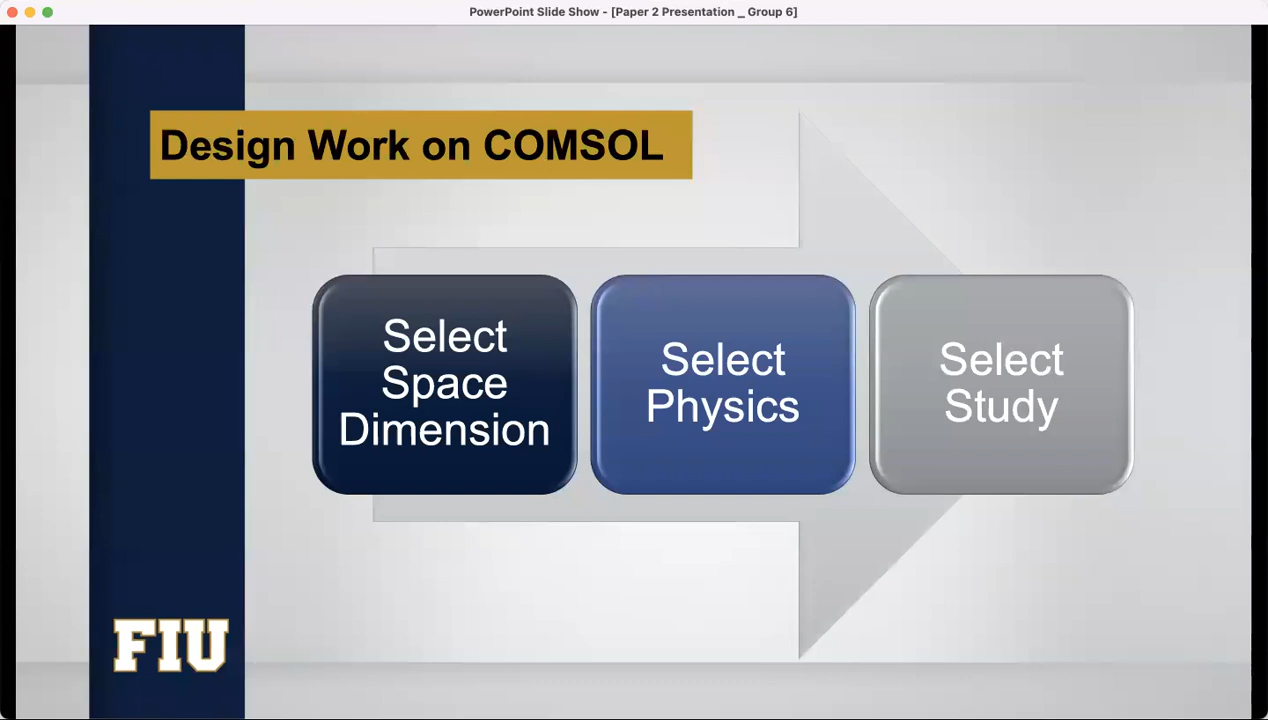 PowerPoint Slide Show - [Paper 2 Presentation _ Group 6]
Design Work on COMSOL
Select
Space
Dimension
Select
Physics
Select
Study
FIU